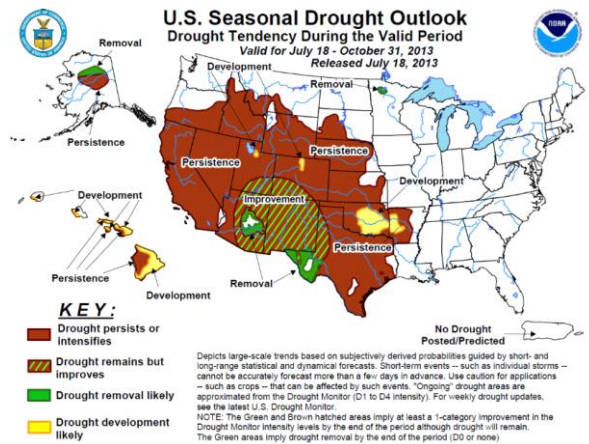 U.S. Seasonal Drought Outlook
Drought Tendency During the Valid Period
Valid for July 18 - October 31, 2013
Released July 18, 2013
NOAA
Removal
Development
Removal
Persistence
Persistence
Persistence
Development
Development
Improvement
Persistence
Persistence
Removal
Development
KEY:
Drought persists or
intensifies
Drought remains but
improves
Drought removal likely
Drought development
likely
No Drought
Posted/Predicted
Depicts large-scale trends based on subjectively derived probabilities guided by short- and
long-range statistical and dynamical forecasts. Short-term events -- such as individual storms --
cannot be accurately forecast more than a few days in advance. Use caution for applications
-- such as crops -- that can be affected by such events. "Ongoing" drought areas are
approximated from the Drought Monitor (D1 to D4 intensity). For weekly drought updates,
see the latest U.S. Drought Monitor.
NOTE: The Green and Brown hatched areas imply at least a 1-category improvement in the
Drought Monitor intensity levels by the end of the period although drought will remain.
The Green areas imply drought removal by the end of the period (D0 or none)